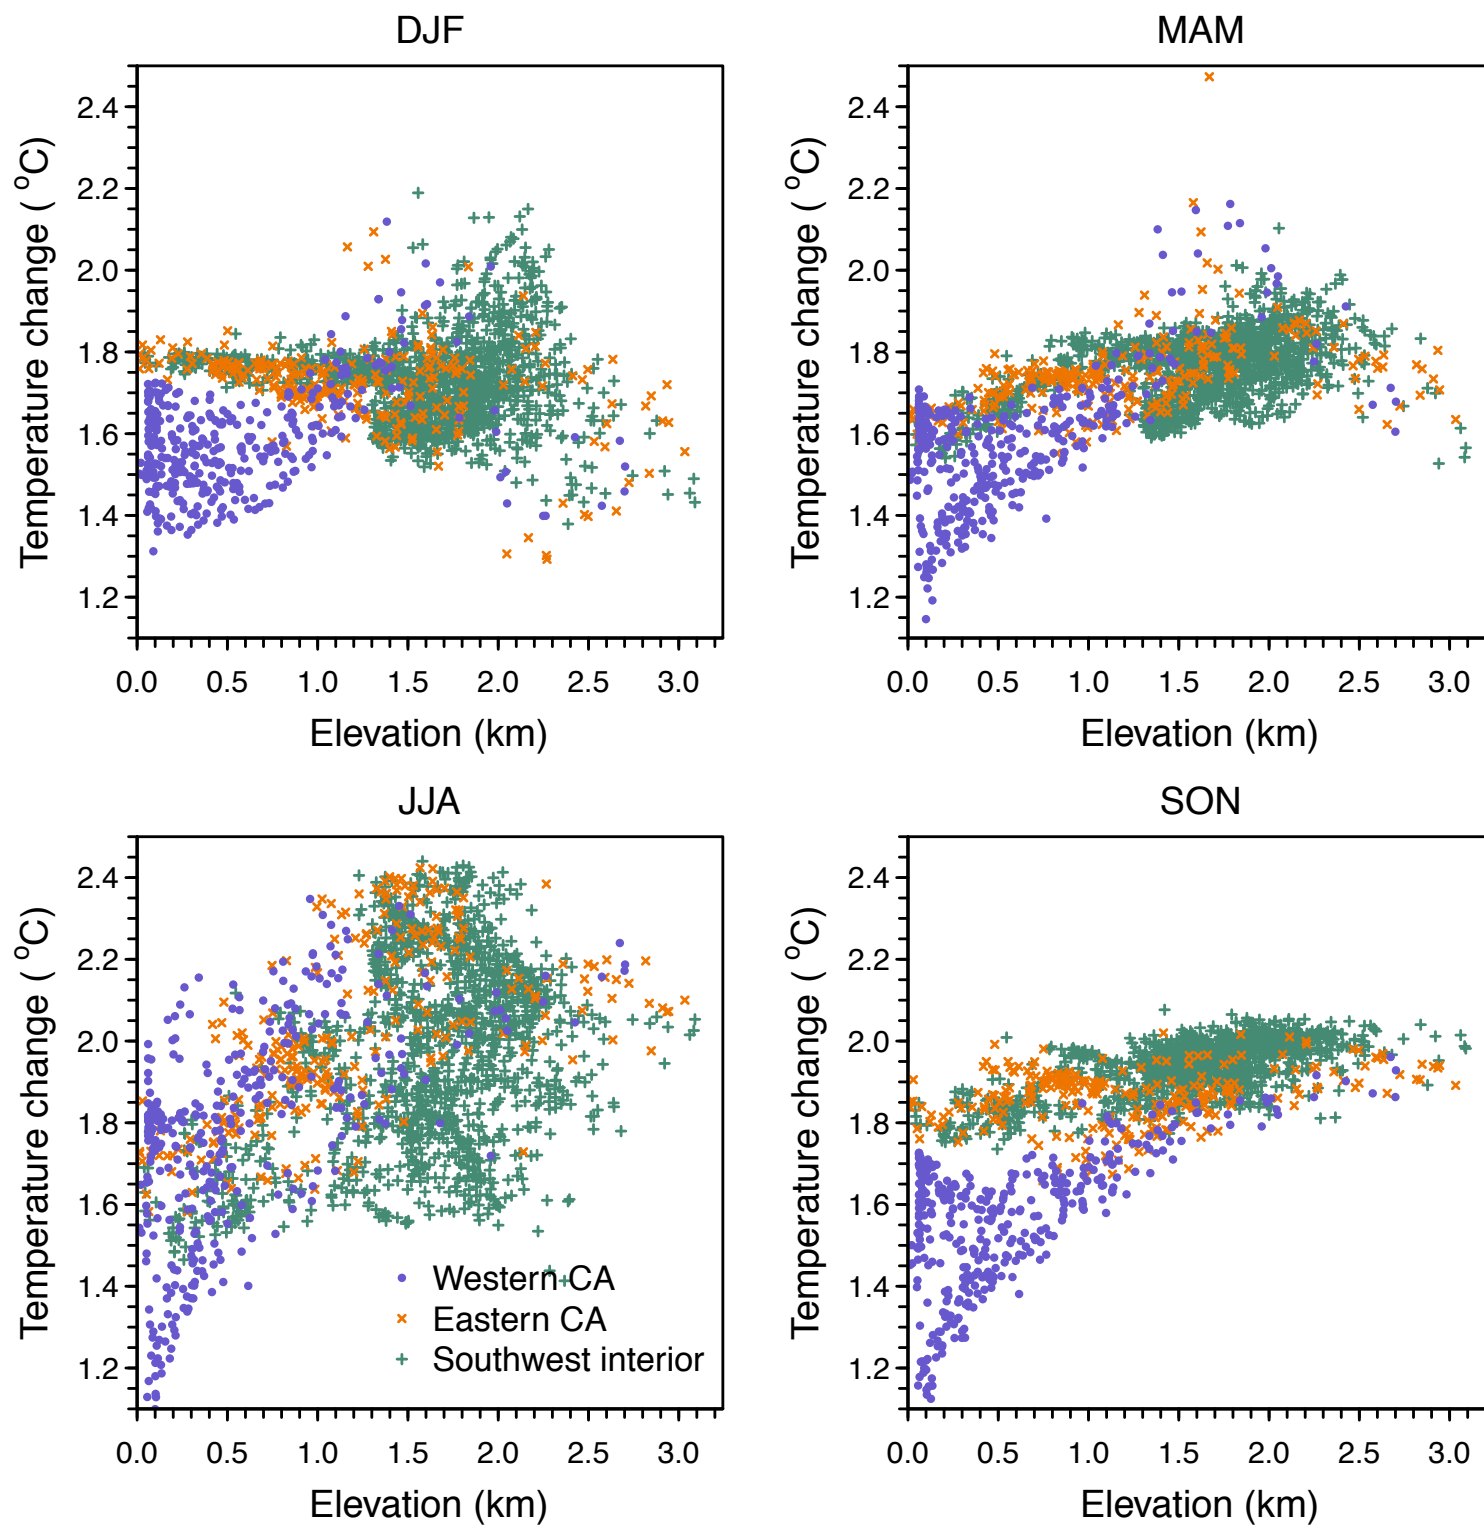 DJF
MAM
Temperature change ( °C)
2.4
2.2
2.0
1.8
1.6
1.4
1.2
0.0 0.5 1.0 1.5 2.0 2.5 3.0
Elevation (km)
Temperature change ( °C)
2.4
2.2
2.0
1.8
1.6
1.4
1.2
0.0 0.5 1.0 1.5 2.0 2.5 3.0
Elevation (km)
JJA
SON
Temperature change ( °C)
2.4
2.2
2.0
1.8
1.6
1.4
1.2
Western CA
Eastern CA
Southwest interior
0.0 0.5 1.0 1.5 2.0 2.5 3.0
Elevation (km)
Temperature change ( °C)
2.4
2.2
2.0
1.8
1.6
1.4
1.2
0.0 0.5 1.0 1.5 2.0 2.5 3.0
Elevation (km)